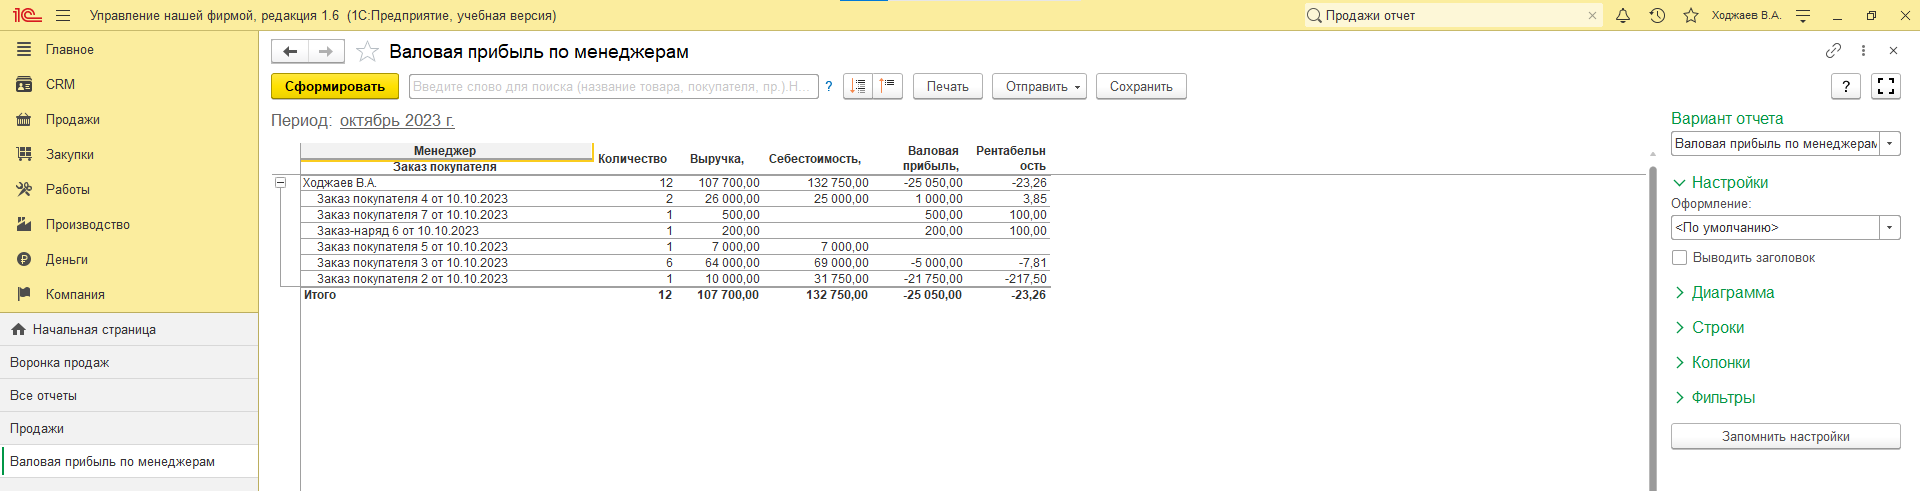 1С Управление нашей фирмой, редакция 1.6 (1С:Предприятие, учебная версия) Продажи отчет Ходжаев В.А.
Главное
CRM
Продажи
Закупки
Работы
Производство
Деньги
Компания
Начальная страница
Воронка продаж
Все отчеты
Продажи
Валовая прибыль по менеджерам
Валовая прибыль по менеджерам
Сформировать Введите слово для поиска (название товара, покупателя, пр.).Н... ? Печать Отправить Сохранить ?
Период: октябрь 2023 г.
Менеджер Количество Выручка, Себестоимость, Валовая прибыль, Рентабельн ость
Заказ покупателя
Ходжаев В.А. 12 107 700,00 132 750,00 -25 050,00 -23,26
Заказ покупателя 4 от 10.10.2023 2 26 000,00 25 000,00 1 000,00 3,85
Заказ покупателя 7 от 10.10.2023 1 500,00 500,00 100,00
Заказ-наряд 6 от 10.10.2023 1 200,00 200,00 100,00
Заказ покупателя 5 от 10.10.2023 1 7 000,00 7 000,00
Заказ покупателя 3 от 10.10.2023 6 64 000,00 69 000,00 -5 000,00 -7,81
Заказ покупателя 2 от 10.10.2023 1 10 000,00 31 750,00 -21 750,00 -217,50
Итого 12 107 700,00 132 750,00 -25 050,00 -23,26
Вариант отчета
Валовая прибыль по менеджерам
Настройки
Оформление:
<По умолчанию>
Выводить заголовок
Диаграмма
Строки
Колонки
Фильтры
Запомнить настройки